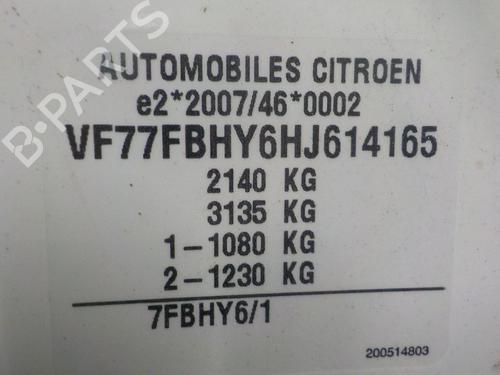 B-PARTS
AUTOMOBILES CITROEN
e2*2007/46*0002
VF77FBHY6HJ614165
2140 KG
3135 KG
1-1080 KG
2-1230 KG
7FBHY6/1
200514803